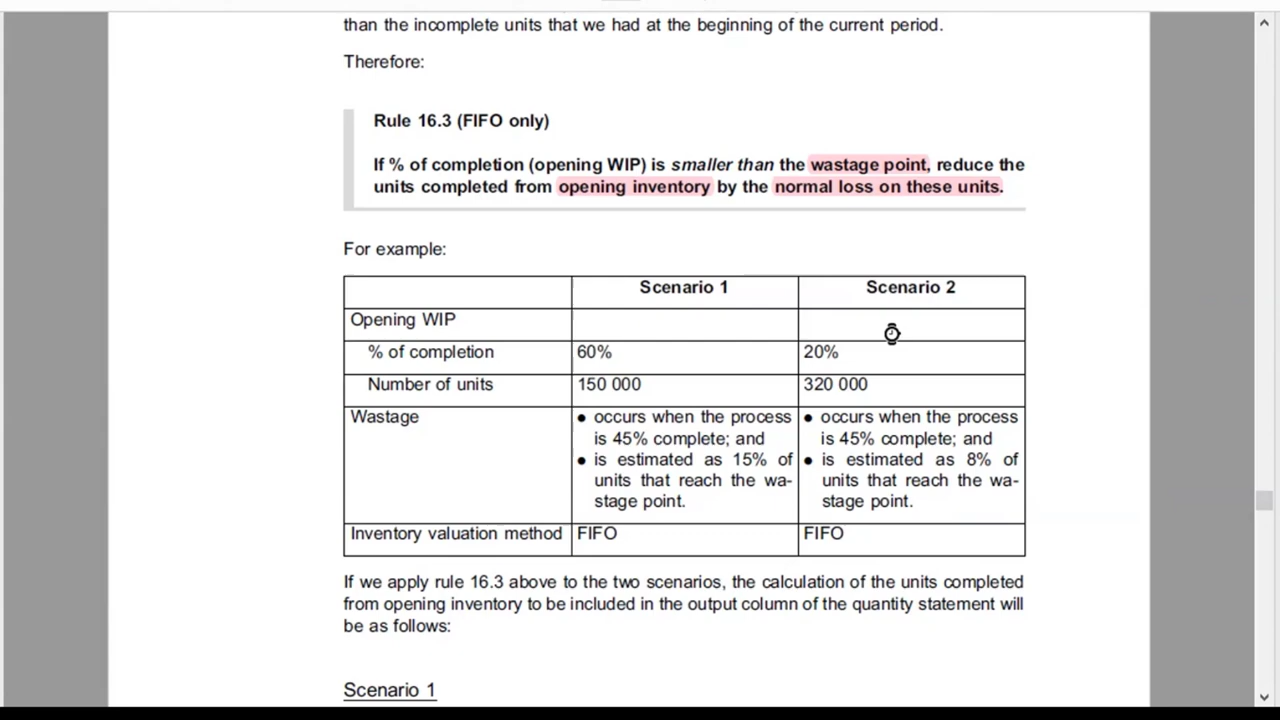 than the incomplete units that we had at the beginning of the current period.
Therefore:
Rule 16.3 (FIFO only)
If % of completion (opening WIP) is smaller than the wastage point, reduce the
units completed from opening inventory by the normal loss on these units.
For example:
Scenario 1 Scenario 2
Opening WIP
% of completion 60% 20%
Number of units 150 000 320 000
Wastage ● occurs when the process ● occurs when the process
is 45% complete; and is 45% complete; and
● is estimated as 15% of ● is estimated as 8% of
units that reach the wa- units that reach the wa-
stage point. stage point.
Inventory valuation method FIFO FIFO
If we apply rule 16.3 above to the two scenarios, the calculation of the units completed
from opening inventory to be included in the output column of the quantity statement will
be as follows:
Scenario 1